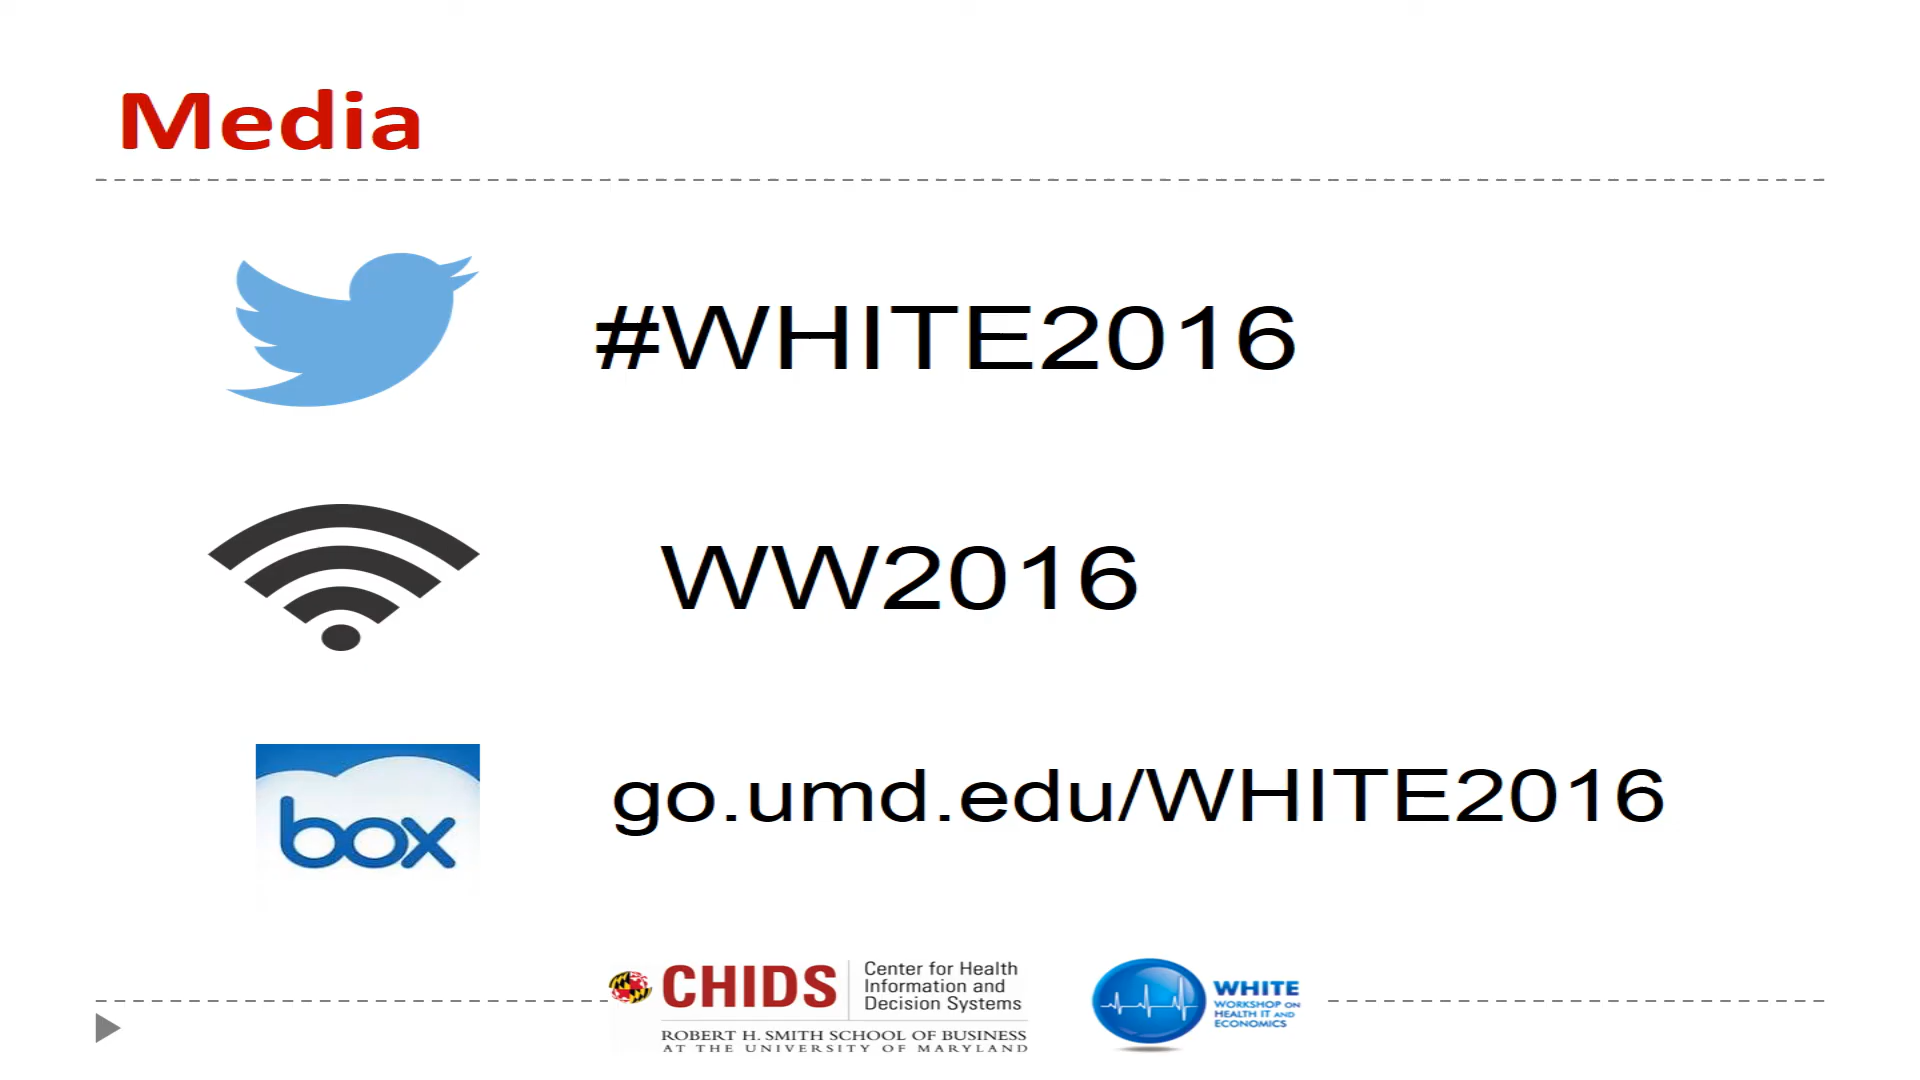 Media
#WHITE2016
WW2016
box
go.umd.edu/WHITE2016
CHIDS
Center for Health
Information and
Decision Systems
ROBERT H. SMITH SCHOOL OF BUSINESS
AT THE UNIVERSITY OF MARYLAND
WHITE
WORKSHOP ON
HEALTH IT AND
ECONOMICS